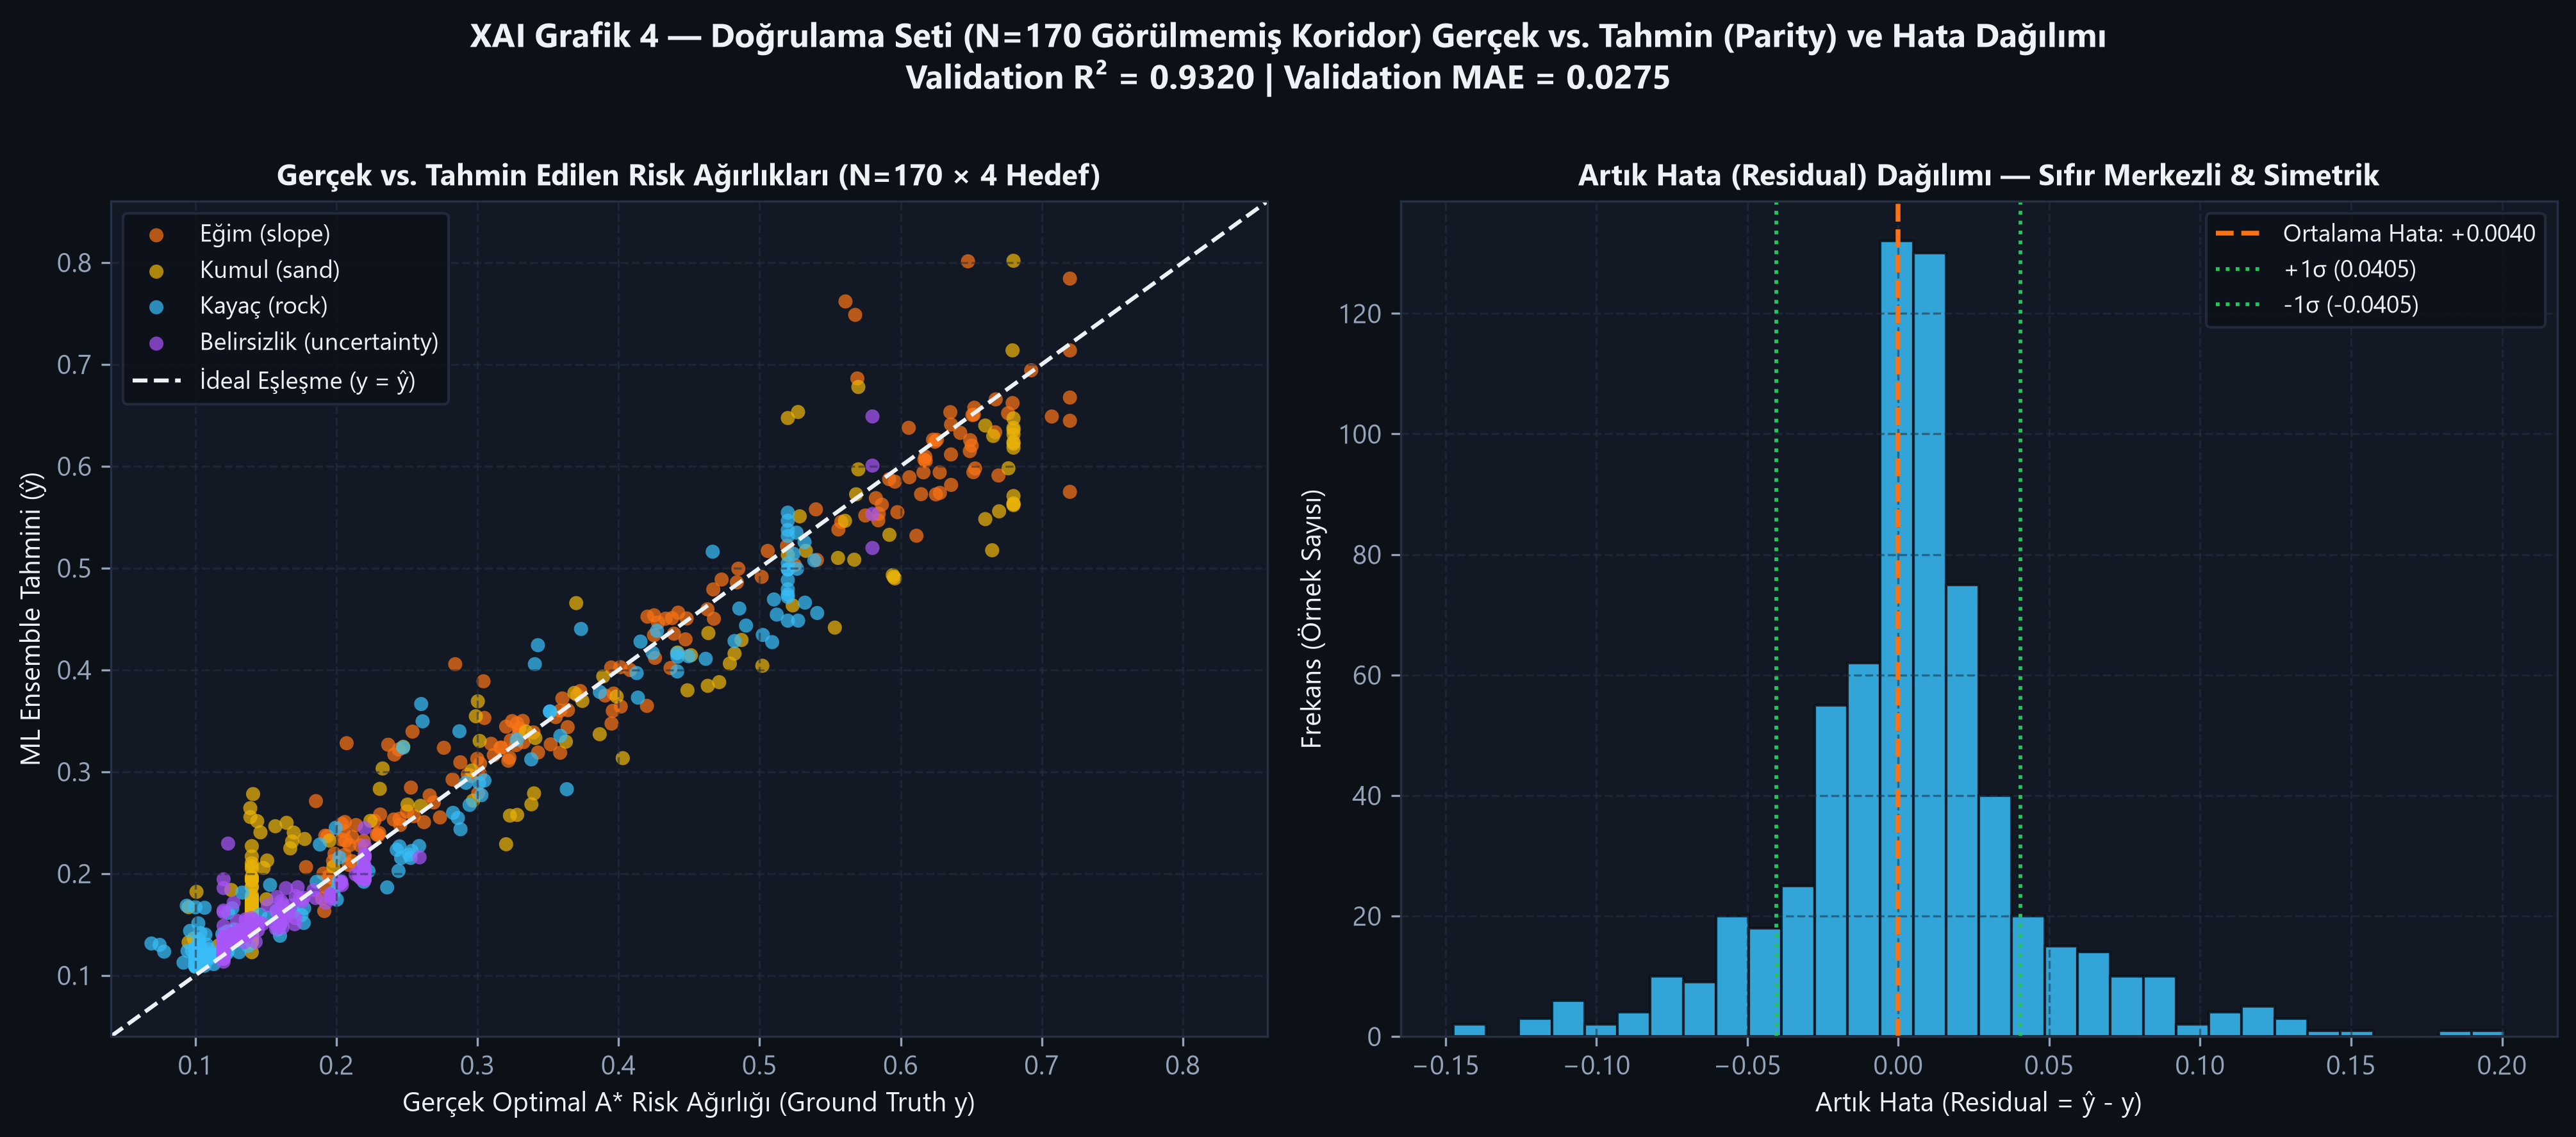 XAI Grafik 4 — Doğrulama Seti (N=170 Görülmemiş Koridor) Gerçek vs. Tahmin (Parity) ve Hata Dağılımı
Validation R² = 0.9320 | Validation MAE = 0.0275
Gerçek vs. Tahmin Edilen Risk Ağırlıkları (N=170 × 4 Hedef)
Eğim (slope)
Kumul (sand)
Kayaç (rock)
Belirsizlik (uncertainty)
İdeal Eşleşme (y = ŷ)
ML Ensemble Tahmini (ŷ)
0.8
0.7
0.6
0.5
0.4
0.3
0.2
0.1
0.1 0.2 0.3 0.4 0.5 0.6 0.7 0.8
Gerçek Optimal A* Risk Ağırlığı (Ground Truth y)
Artık Hata (Residual) Dağılımı — Sıfır Merkezli & Simetrik
Ortalama Hata: +0.0040
+1σ (0.0405)
-1σ (-0.0405)
Frekans (Örnek Sayısı)
120
100
80
60
40
20
0
−0.15 −0.10 −0.05 0.00 0.05 0.10 0.15 0.20
Artık Hata (Residual = ŷ - y)